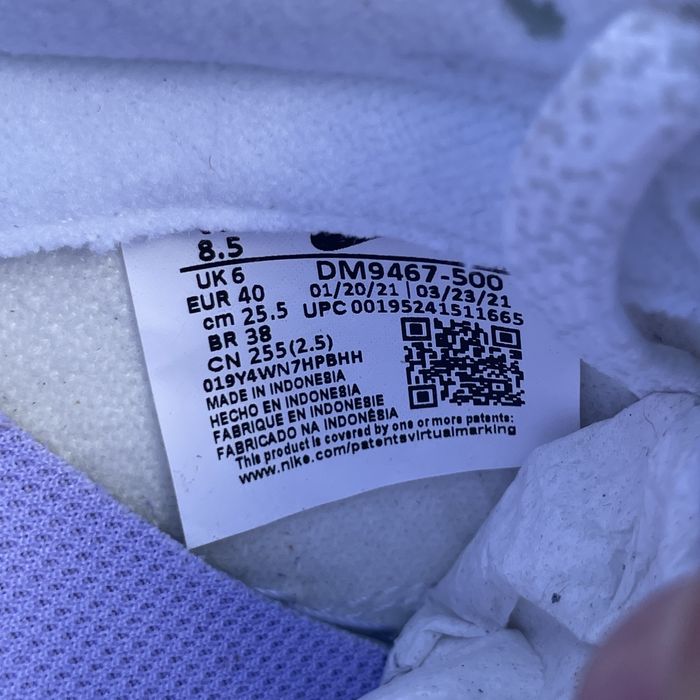 8.5
UK 6
EUR 40
cm 25.5
BR 38
CN 255(2.5)
DM9467-500
01/20/21 | 03/23/21
UPC 00195241511665
019Y4WN7HPBHH
MADE IN INDONESIA
HECHO EN INDONESIA
FABRIQUE EN INDONESIE
FABRICADO NA INDONÉSIA
This product is covered by one or more patents:
www.nike.com/patentsvirtualmarking